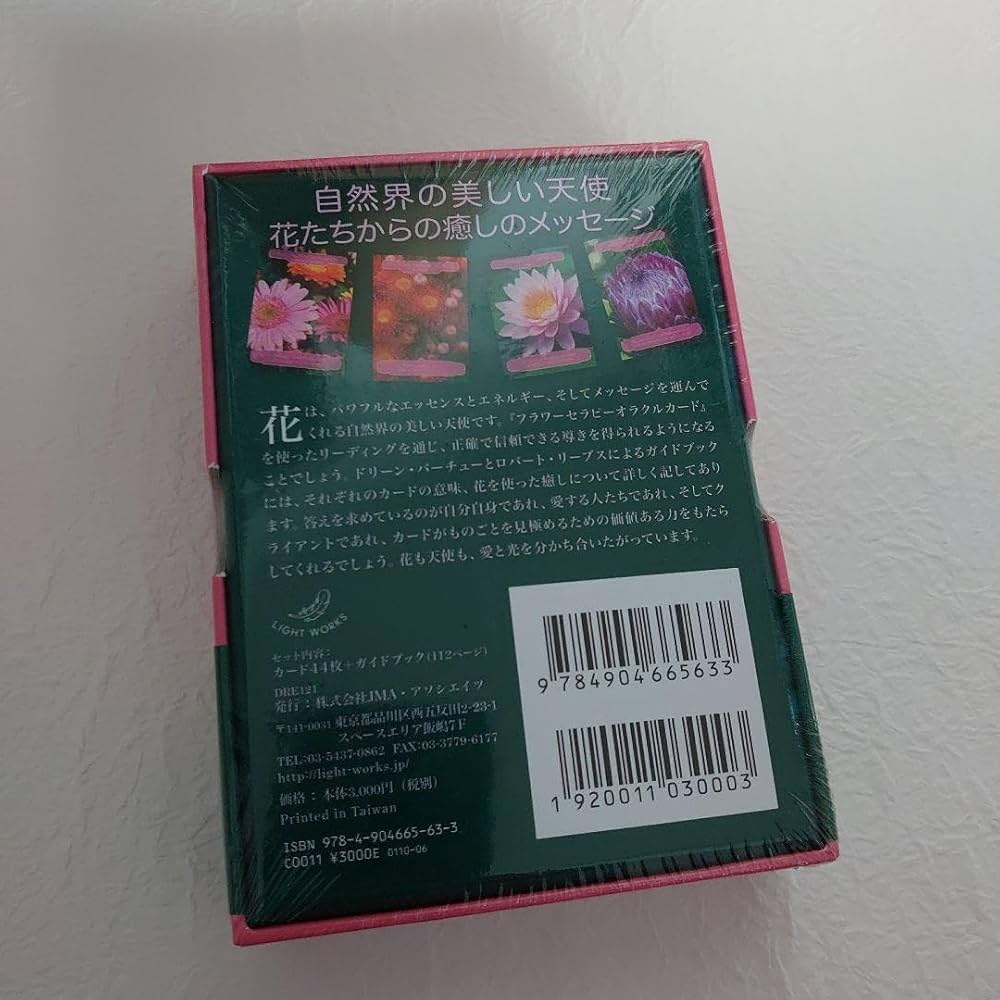 自然界の美しい天使
花たちからの癒しのメッセージ
花は、パワフルなエッセンスとエネルギー、そしてメッセージを運んで
くれる自然界の美しい天使です。『フラワーセラピーオラクルカード』
を使ったリーディングを通じ、正確で信頼できる導きを得られるようになる
ことでしょう。ドリーン・バーチューとロバート・リーブスによるガイドブック
には、それぞれのカードの意味、花を使った癒しについて詳しく記してあり
ます。答えを求めているのが自分自身であれ、愛する人たちであれ、そしてク
ライアントであれ、カードがものごとを見極めるための価値ある力をもたら
してくれるでしょう。花も天使も、愛と光を分かち合いたがっています。
LIGHT WORKS
セット内容：
カード44枚+ガイドブック(112ページ)
DRE121
発行：株式会社JMA・アソシエイツ
〒141-0031 東京都品川区西五反田2-23-1
スペースエリア飯嶋7F
TEL:03-5437-0862 FAX:03-3779-6177
http://light-works.jp/
価格：本体3,000円（税別）
Printed in Taiwan
ISBN 978-4-904665-63-3
C0011 ¥3000E 0110-06
9 784904 665633
1 920011 030003